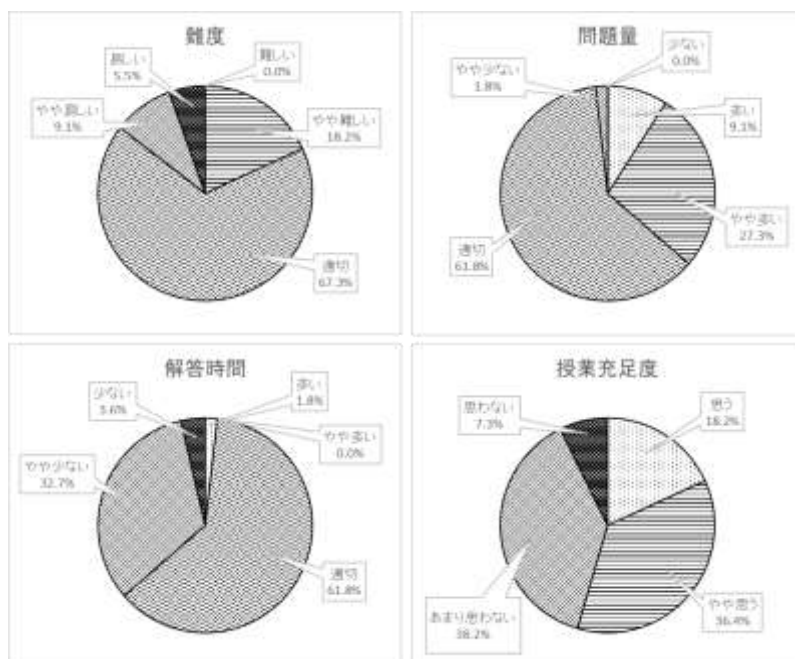 難度
難しい
0.0%
やや難しい
18.2%
適切
67.3%
やや易しい
9.1%
易しい
5.5%
問題量
少ない
0.0%
多い
9.1%
やや多い
27.3%
適切
61.8%
やや少ない
1.8%
解答時間
多い
1.8%
やや多い
0.0%
適切
61.8%
やや少ない
32.7%
少ない
3.6%
授業充足度
思う
18.2%
やや思う
36.4%
あまり思わない
38.2%
思わない
7.3%